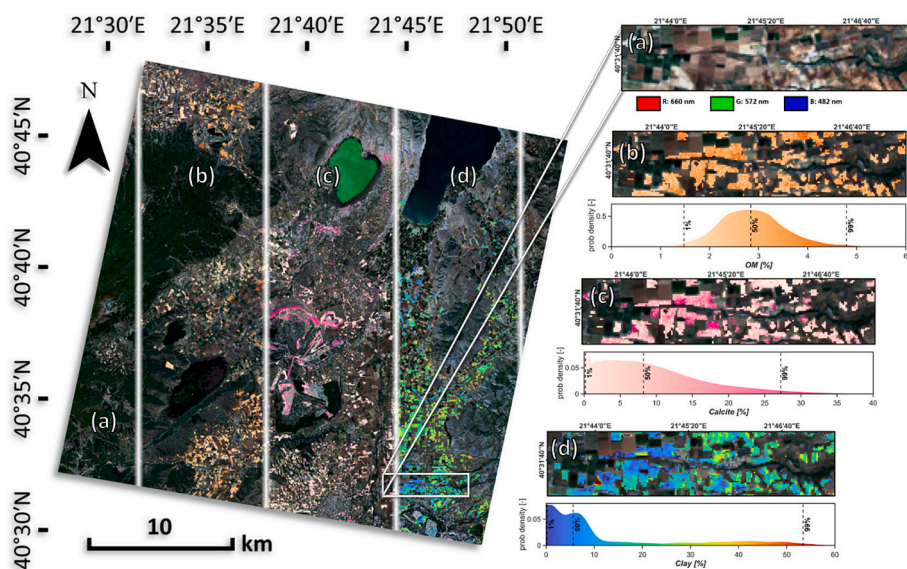 21°30'E 21°35'E 21°40'E 21°45'E 21°50'E
N
40°45'N
40°40'N
40°35'N
40°30'N
(a)
(b)
(c)
(d)
10
km
21°44'0"E 21°45'20"E 21°46'40"E
40°31'40"N
(a)
R: 660 nm G: 572 nm B: 482 nm
21°44'0"E 21°45'20"E 21°46'40"E
40°31'40"N
(b)
prob density [-]
0.5
0
1% 50% 99%
0 1 2 3 4 5 6
OM [%]
21°44'0"E 21°45'20"E 21°46'40"E
40°31'40"N
(c)
prob density [-]
0.05
0
1% 50% 99%
0 5 10 15 20 25 30 35 40
Calcite [%]
21°44'0"E 21°45'20"E 21°46'40"E
40°31'40"N
(d)
prob density [-]
0.05
0
1% 50% 99%
0 10 20 30 40 50 60
Clay [%]